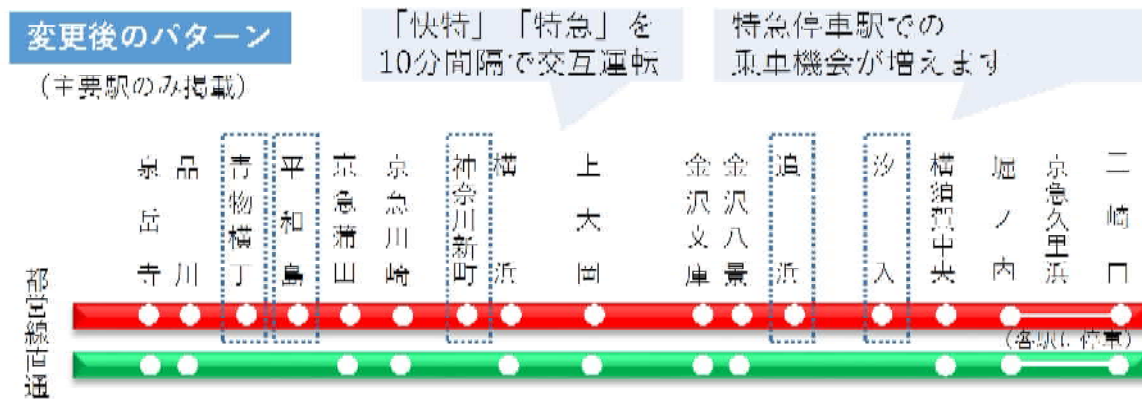 変更後のパターン
(主要駅のみ掲載)
「快特」「特急」を
10分間隔で交互運転
特急停車駅での
乗車機会が増えます
泉岳寺
品川
青物横丁
平和島
京急蒲田
京急川崎
神奈川新町
横浜
上大岡
金沢文庫
金沢八景
追浜
汐入
横須賀中央
堀ノ内
京急久里浜
三崎口
都営線直通
(各駅に停車)